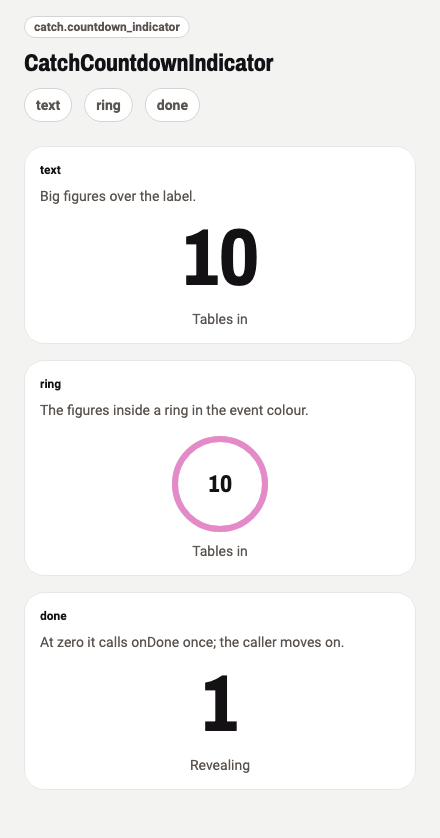 catch.countdown_indicator
CatchCountdownIndicator
text
ring
done
text
Big figures over the label.
10
Tables in
ring
The figures inside a ring in the event colour.
10
Tables in
done
At zero it calls onDone once; the caller moves on.
1
Revealing